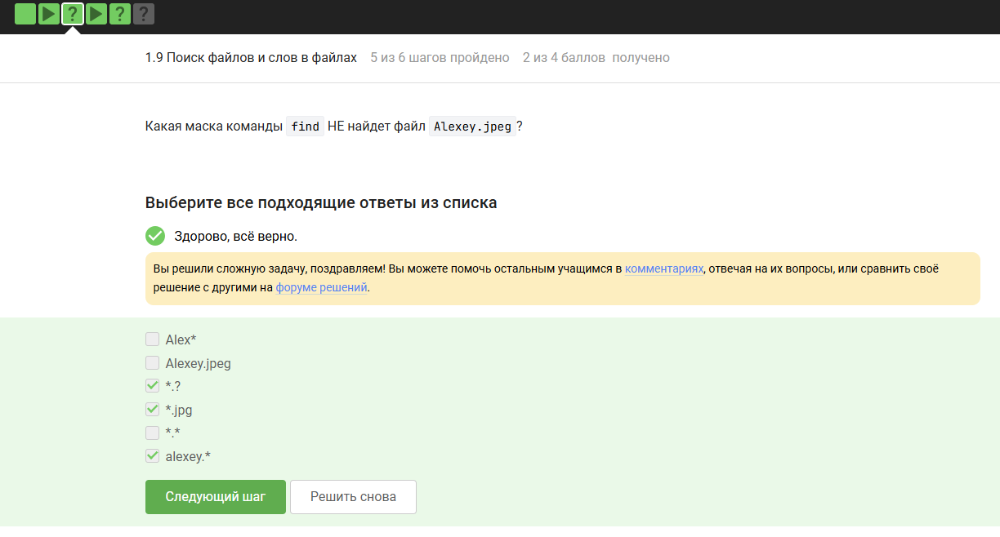 ? ? ?
1.9 Поиск файлов и слов в файлах 5 из 6 шагов пройдено 2 из 4 баллов получено
Какая маска команды find НЕ найдет файл Alexey.jpeg?
Выберите все подходящие ответы из списка
Здорово, всё верно.
Вы решили сложную задачу, поздравляем! Вы можете помочь остальным учащимся в комментариях, отвечая на их вопросы, или сравнить своё
решение с другими на форуме решений.
Alex*
Alexey.jpeg
*.?
*.jpg
*.*
alexey.*
Следующий шаг Решить снова